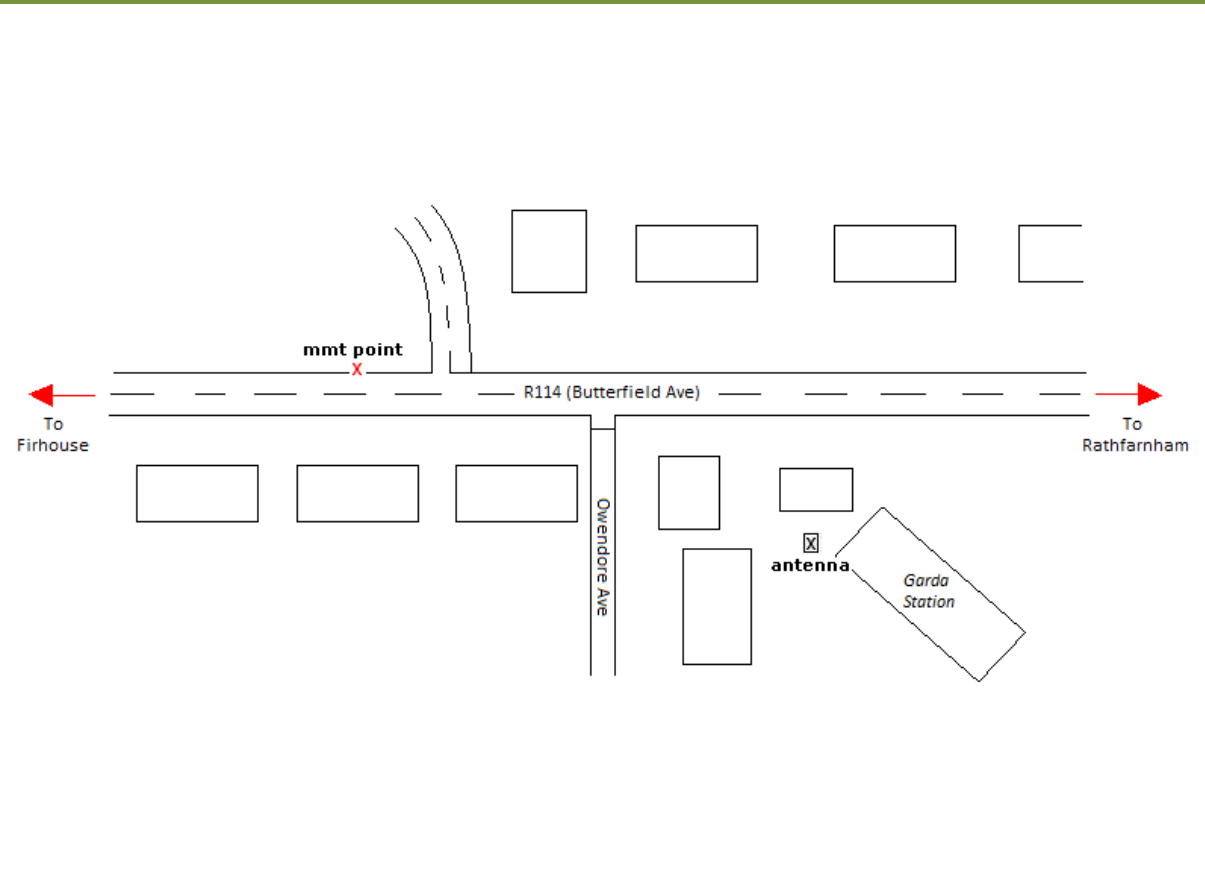 mmt point
X
R114 (Butterfield Ave)
To
Firhouse
To
Rathfarnham
Owendore Ave
X
antenna
Garda
Station